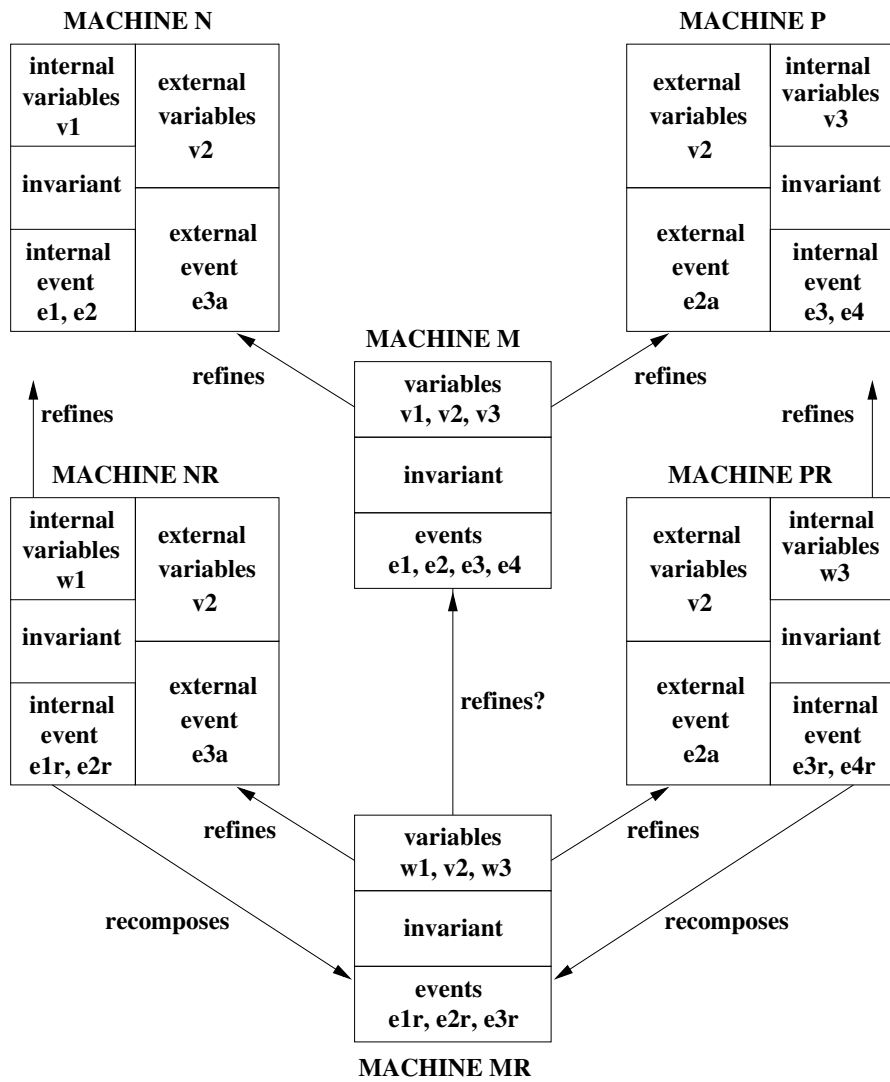 MACHINE N
internal
variables
v1
external
variables
v2
invariant
internal
event
e1, e2
external
event
e3a
MACHINE P
external
variables
v2
internal
variables
v3
invariant
external
event
e2a
internal
event
e3, e4
refines
refines
MACHINE M
variables
v1, v2, v3
invariant
events
e1, e2, e3, e4
refines
refines
MACHINE NR
internal
variables
w1
external
variables
v2
invariant
internal
event
e1r, e2r
external
event
e3a
refines?
MACHINE PR
external
variables
v2
internal
variables
w3
invariant
external
event
e2a
internal
event
e3r, e4r
refines
refines
variables
w1, v2, w3
invariant
events
e1r, e2r, e3r
recomposes
recomposes
MACHINE MR